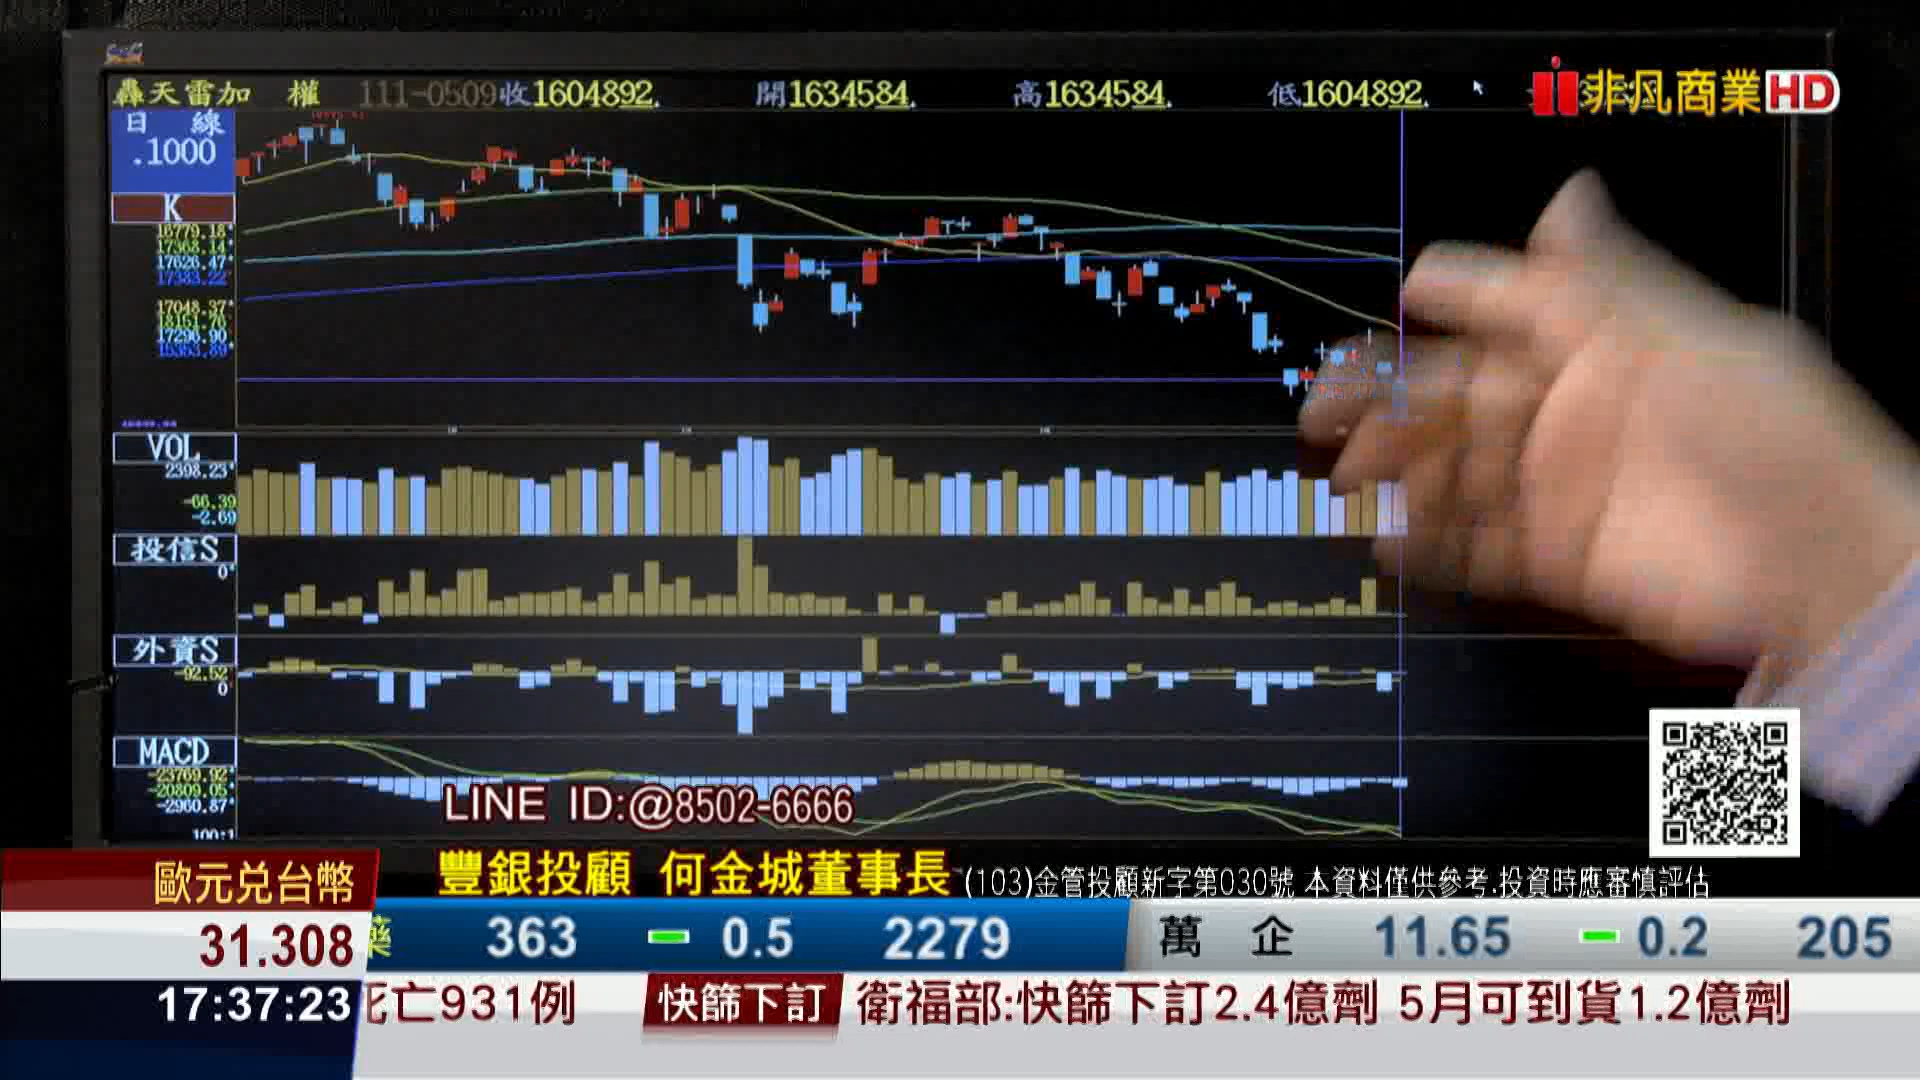 轟天雷加 權 111-0509收1604892. 開1634584. 高1634584. 低1604892.
非凡商業HD
日 線
.1000
K
16779.18
17368.14
17626.47
17383.22
17048.37
18151.76
17296.90
VOL
2398.23
-66.39
-2.69
投信S
0
外資S
-92.52
0
MACD
-23769.92
-20809.05
-2960.87
100:1
LINE ID:@8502-6666
豐銀投顧 何金城董事長 (103)金管投顧新字第030號 本資料僅供參考.投資時應審慎評估
歐元兌台幣
31.308
藥 363 0.5 2279 萬 企 11.65 0.2 205
17:37:23
死亡931例 快篩下訂 衛福部:快篩下訂2.4億劑 5月可到貨1.2億劑